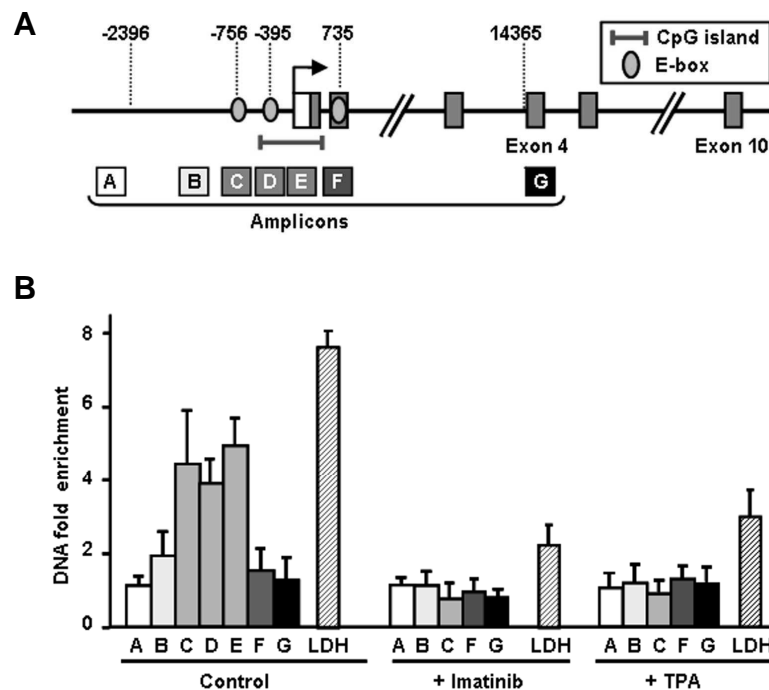 A
-2396 -756 -395 735 14365
CpG island
E-box
Exon 4 Exon 10
A B C D E F G
Amplicons
B
DNA fold enrichment
8
6
4
2
0
A B C D E F G LDH A B C F G LDH A B C F G LDH
Control + Imatinib + TPA